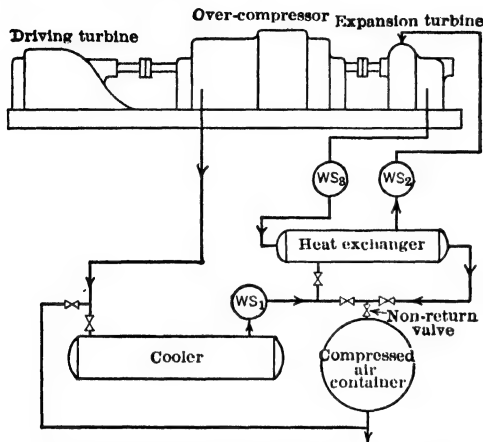 Over-compressor
Expansion turbine
Driving turbine
WS3
WS2
Heat exchanger
WS1
Non-return
valve
Cooler
Compressed
air
container